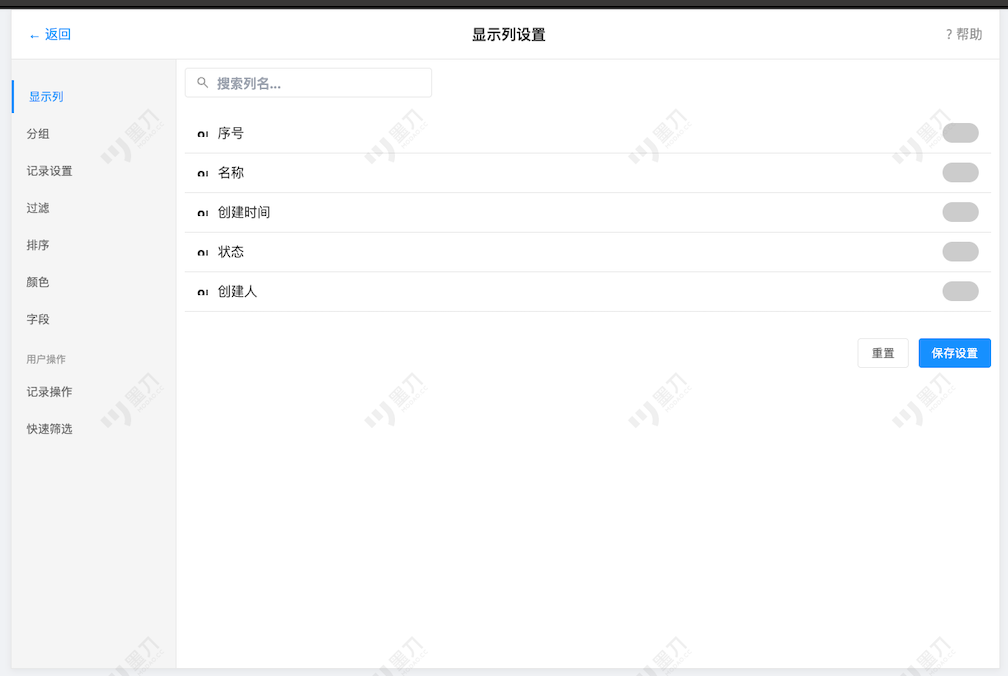 ← 返回
显示列设置
? 帮助
显示列
分组
记录设置
过滤
排序
颜色
字段
用户操作
记录操作
快速筛选
搜索列名...
序号
名称
创建时间
状态
创建人
重置
保存设置
墨刀
墨刀
墨刀
墨刀
墨刀
墨刀
墨刀
墨刀
墨刀
墨刀
墨刀
墨刀